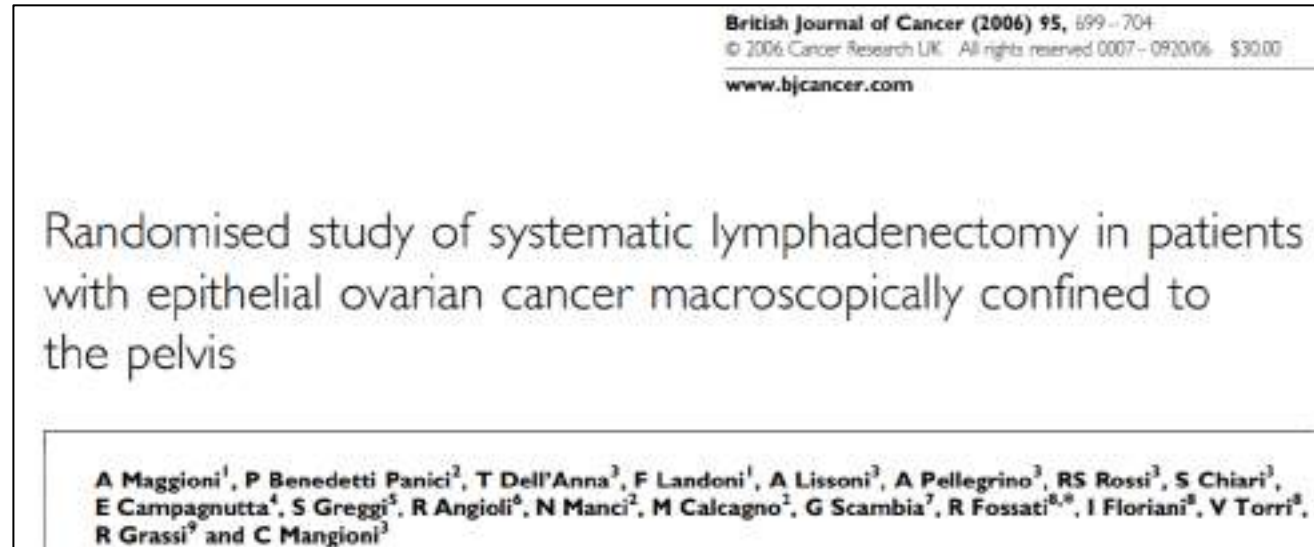 British Journal of Cancer (2006) 95, 699–704
© 2006 Cancer Research UK All rights reserved 0007–0920/06 $30.00
www.bjcancer.com
Randomised study of systematic lymphadenectomy in patients
with epithelial ovarian cancer macroscopically confined to
the pelvis
A Maggioni¹, P Benedetti Panici², T Dell'Anna³, F Landoni¹, A Lissoni³, A Pellegrino³, RS Rossi³, S Chiari³,
E Campagnutta⁴, S Greggi⁵, R Angioli⁶, N Manci², M Calcagno², G Scambia⁷, R Fossati⁸,*, I Floriani⁸, V Torri⁸,
R Grassi⁹ and C Mangioni³